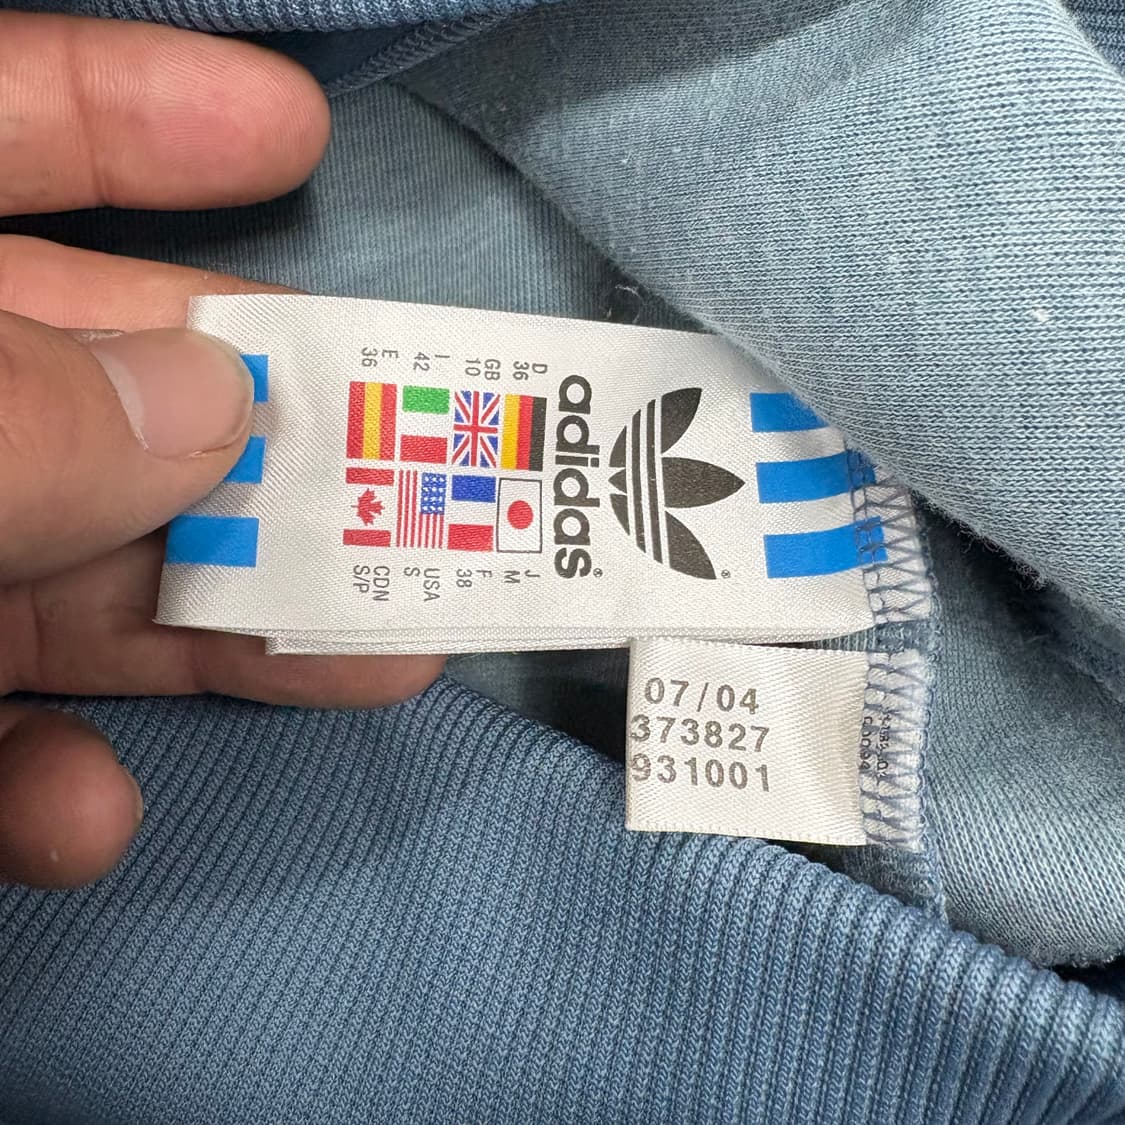 adidas®
®
D
36
GB
10
I
42
E
36
J
M
F
38
USA
S
CDN
S/P
07/04
373827
931001